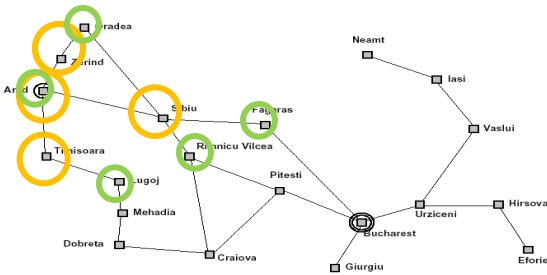 Oradea
Neamt
Zerind
Iasi
Arad
Sibiu
Fagaras
Vaslui
Timisoara
Rimnicu Vilcea
Pitesti
Lugoj
Hirsova
Mehadia
Urziceni
Bucharest
Dobreta
Craiova
Eforie
Giurgiu